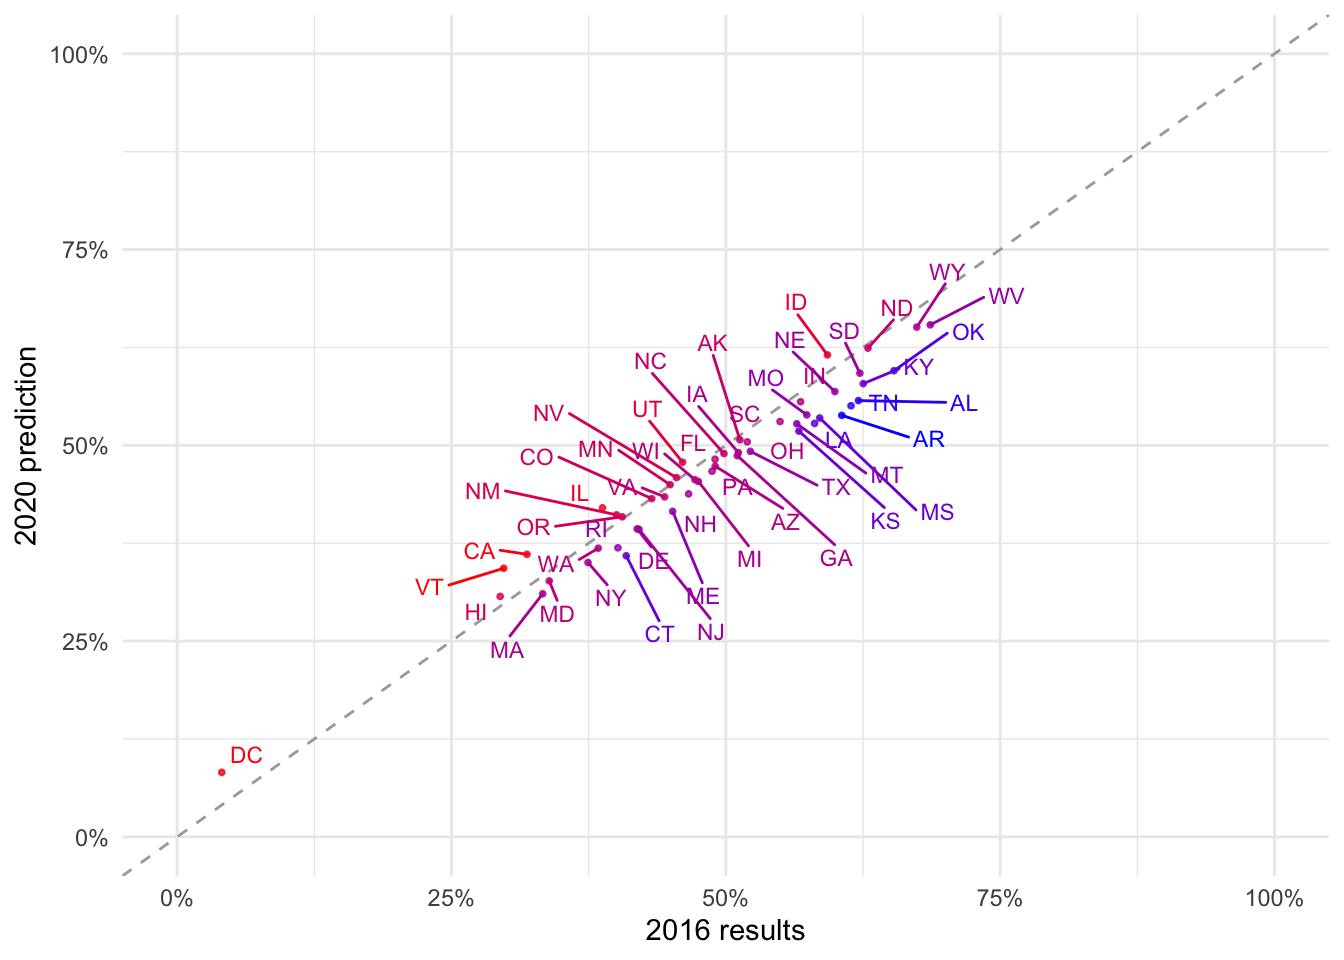 100%
75%
50%
25%
0%
2020 prediction
WY
WV
ID
ND
OK
SD
NE
AK
NC
KY
IN
MO
IA
TN
AL
UT
SC
NV
AR
LA
FL
MN
WI
OH
CO
MT
VA
PA
TX
NM
IL
MS
KS
AZ
NH
OR
RI
CA
WA
DE
MI
GA
VT
NY
ME
HI
MD
CT
NJ
MA
DC
0%
25%
50%
75%
100%
2016 results